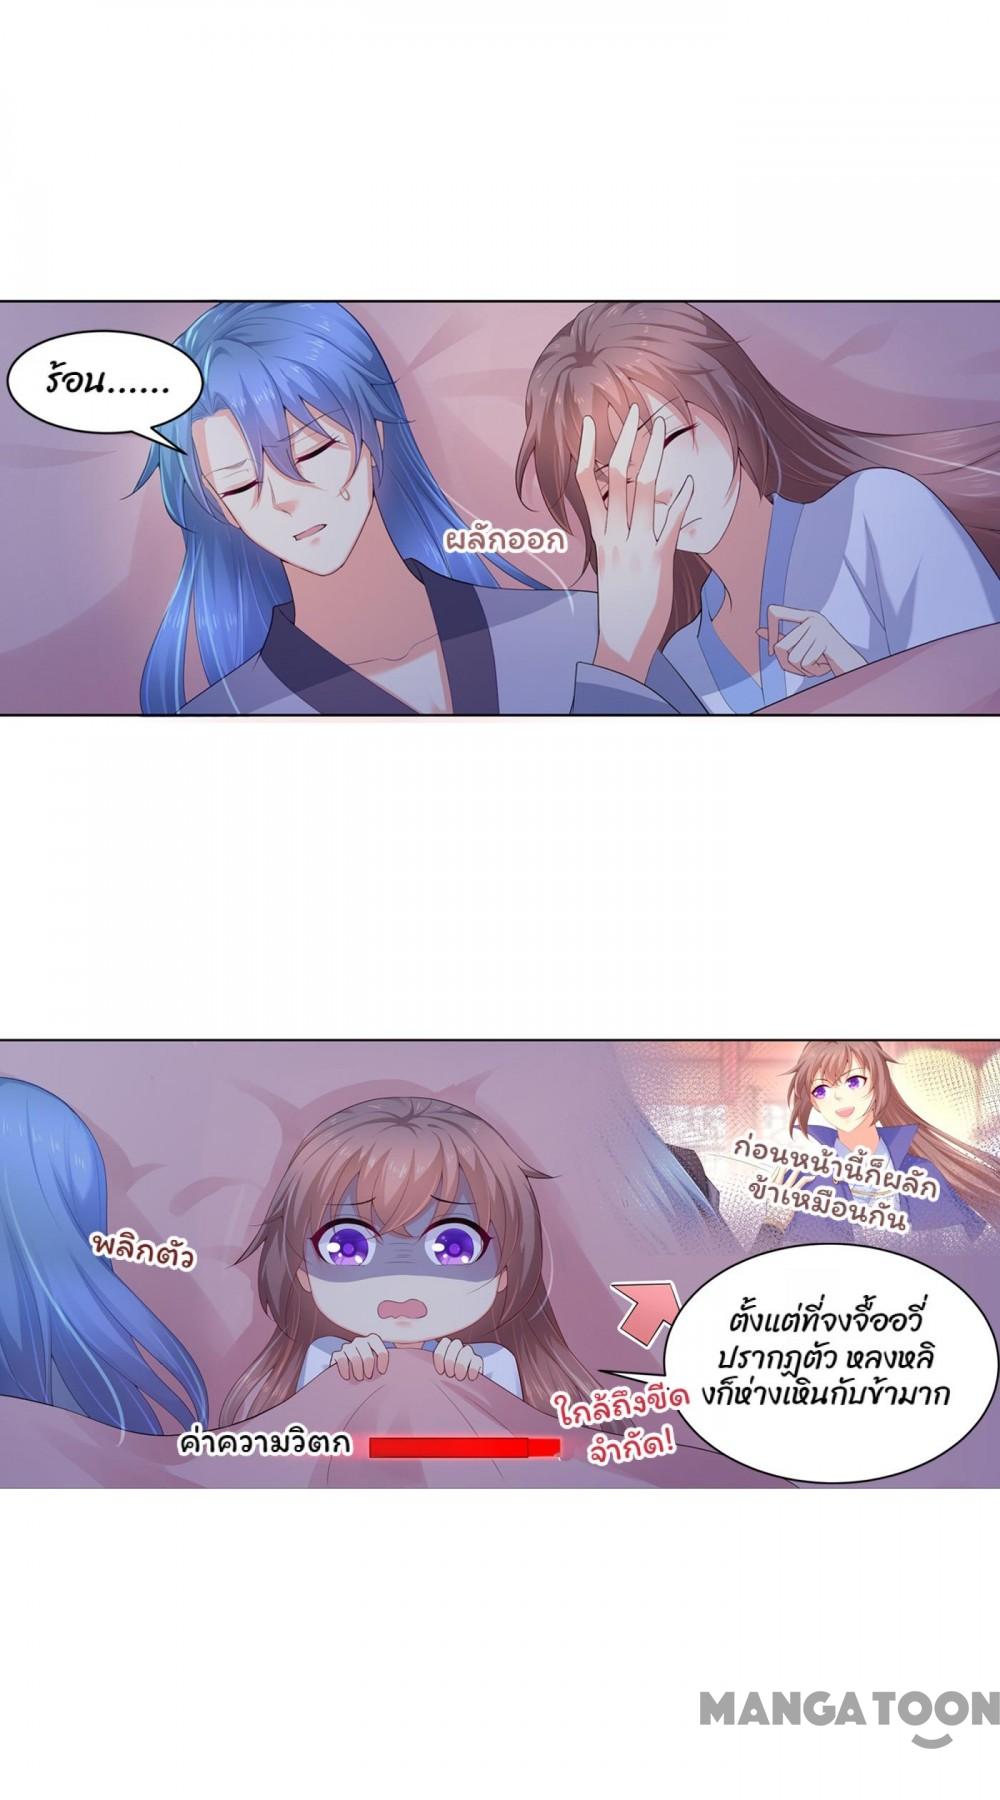 ร้อน......
ผลักออก
ก่อนหน้านี้ก็ผลัก
ข้าเหมือนกัน
พลิกตัว
ตั้งแต่ที่จงจื้ออวี่
ปรากฏตัว หลงหลิ
งก็ห่างเหินกับข้ามาก
ใกล้ถึงขีด
จำกัด!
ค่าความวิตก
MANGATOON